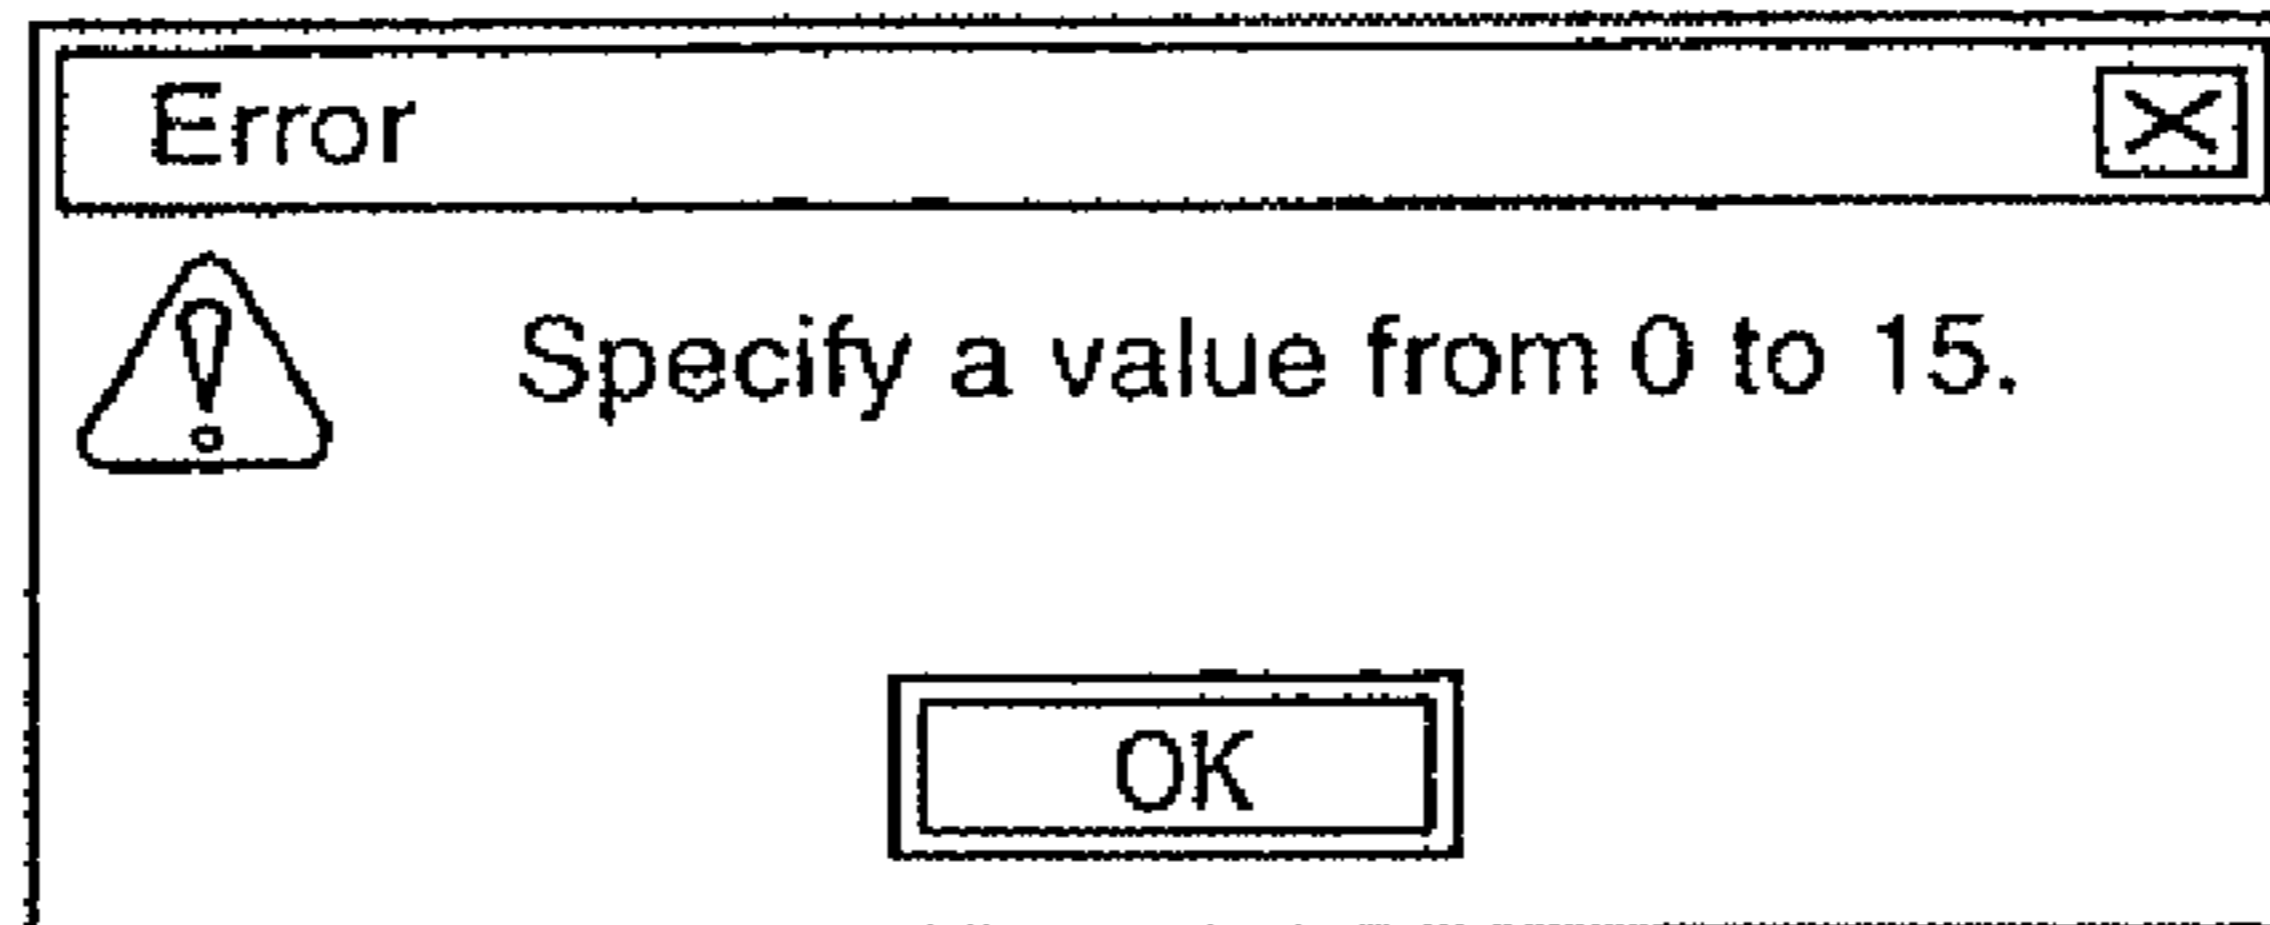 Error
Specify a value from 0 to 15.
OK